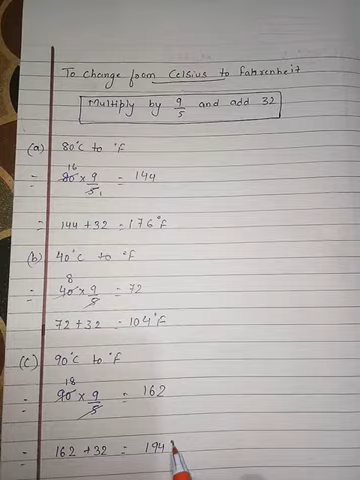 To Change from Celsius to Fahrenheit
Multiply by 9/5 and add 32
(a) 80°C to °F
= 80 16 × 9/5 1 = 144
= 144 + 32 = 176°F
(b) 40°C to °F
= 40 8 × 9/5 = 72
72 + 32 = 104°F
(c) 90°C to °F
= 90 18 × 9/5 = 162
= 162 + 32 = 194